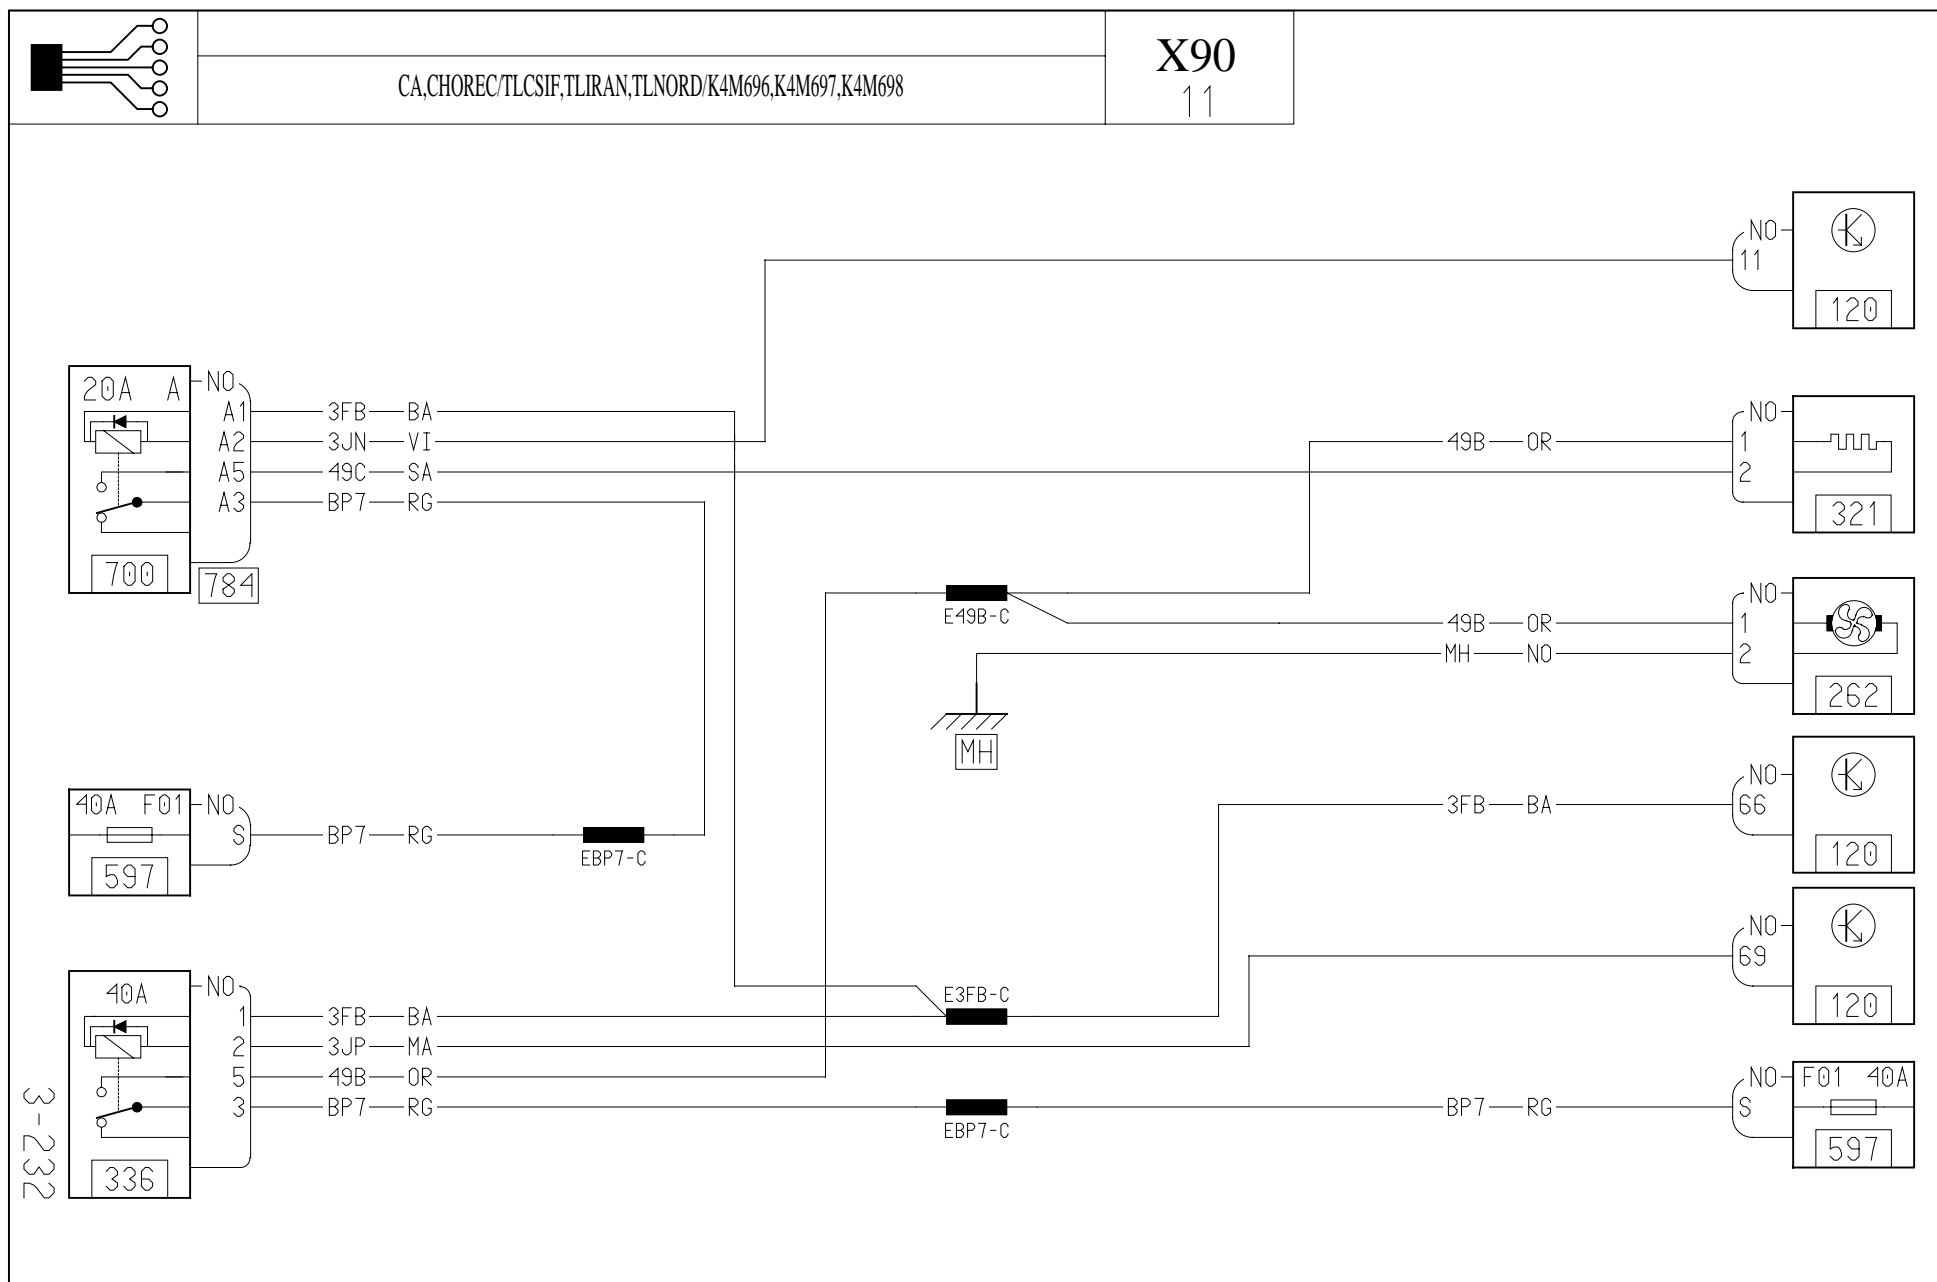 CA,CHOREC/TLCSIF,TLIRAN,TLNORD/K4M696,K4M697,K4M698
X90
11
NO
11
120
20A A NO
A1 3FB BA
A2 3JN VI
A5 49C SA
A3 BP7 RG
700
784
NO
49B OR 1
2
321
E49B-C
NO
49B OR 1
MH NO 2
262
MH
40A F01 NO
S BP7 RG
EBP7-C
597
NO
3FB BA 66
120
NO
69
120
40A NO
1 3FB BA
2 3JP MA
5 49B OR
3 BP7 RG
336
E3FB-C
EBP7-C
NO F01 40A
BP7 RG S
597
3-232